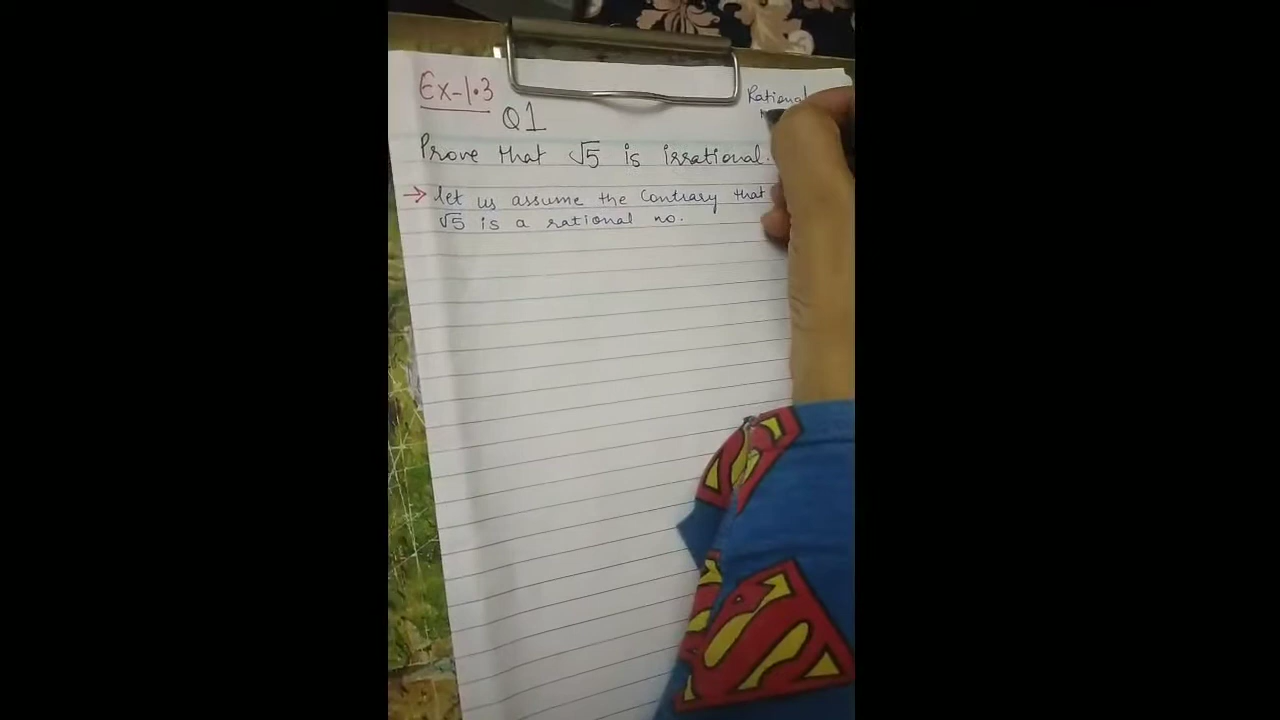 Ex-1.3
Rational
Q1
Prove that √5 is irrational.
→ let us assume the Contrary that
√5 is a rational no.